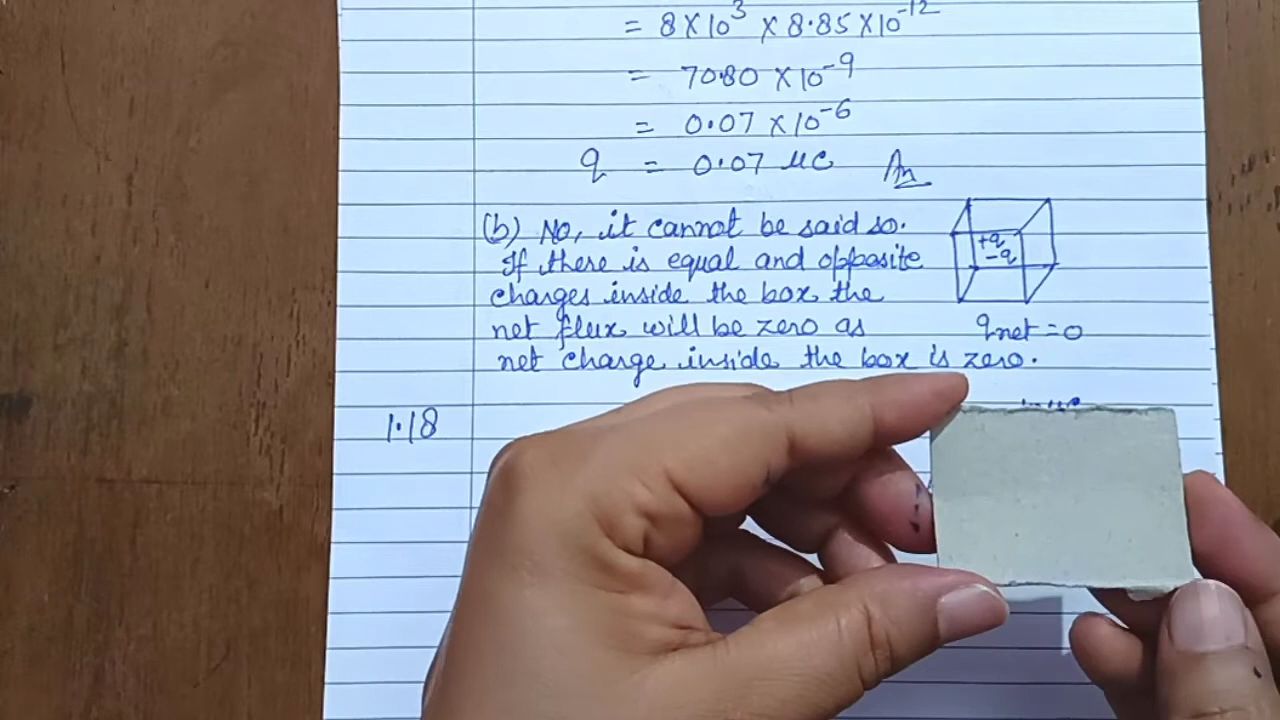 = 8 X 10³ X 8.85 X 10⁻¹²
= 70.80 X 10⁻⁹
= 0.07 X 10⁻⁶
q = 0.07 μC An
(b) No, it cannot be said so.
If there is equal and opposite
charges inside the box, the
net flux will be zero as
net charge inside the box is zero.
+q
-q
qnet = 0
1.18